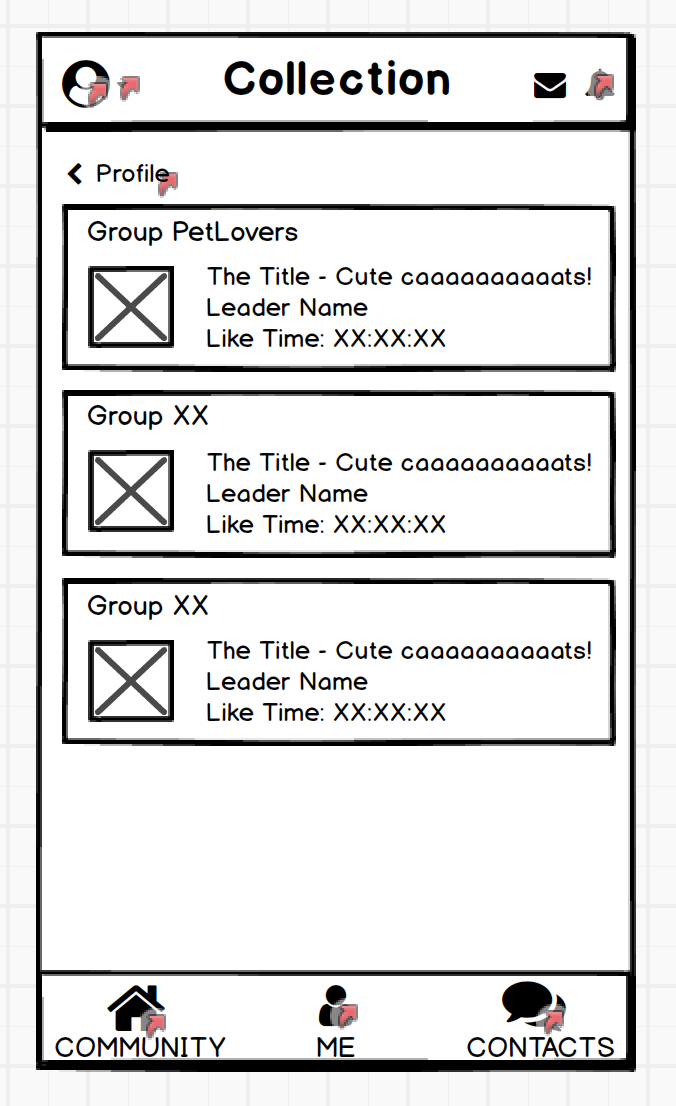 Collection
Profile
Group PetLovers
The Title - Cute caaaaaaaaaats!
Leader Name
Like Time: XX:XX:XX
Group XX
The Title - Cute caaaaaaaaaats!
Leader Name
Like Time: XX:XX:XX
Group XX
The Title - Cute caaaaaaaaaats!
Leader Name
Like Time: XX:XX:XX
COMMUNITY ME CONTACTS